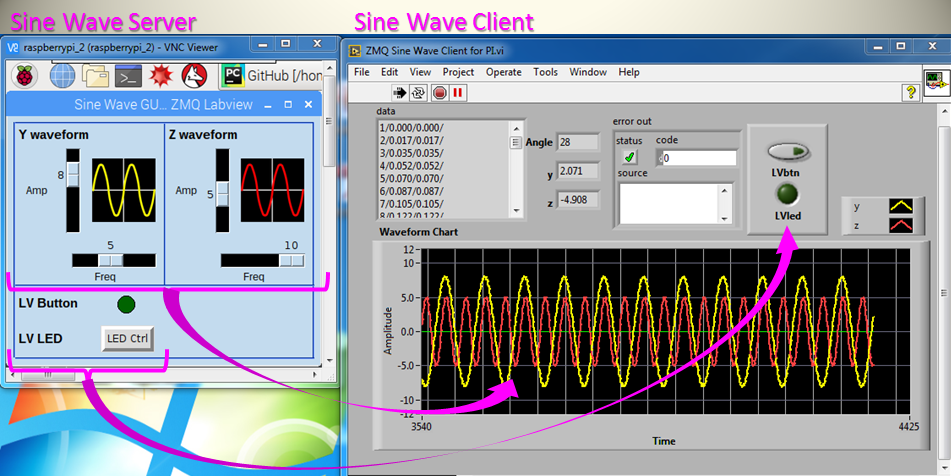 Sine Wave Server
Sine Wave Client
raspberrypi_2 (raspberrypi_2) - VNC Viewer
GitHub [/hon
Sine Wave GU... ZMQ Labview
Y waveform
Z waveform
8
Amp
Amp
5
5
10
Freq
Freq
LV Button
LV LED
LED Ctrl
ZMQ Sine Wave Client for PI.vi
File Edit View Project Operate Tools Window Help
data
1/0.000/0.000/
2/0.017/0.017/
3/0.035/0.035/
4/0.052/0.052/
5/0.070/0.070/
6/0.087/0.087/
7/0.105/0.105/
8/0.122/0.122/
Angle 28
y 2.071
z -4.908
error out
status code
0
source
LVbtn
LVled
y
z
Waveform Chart
12
10
5.0
0.0
-5.0
-10
-12
Amplitude
3540
4425
Time